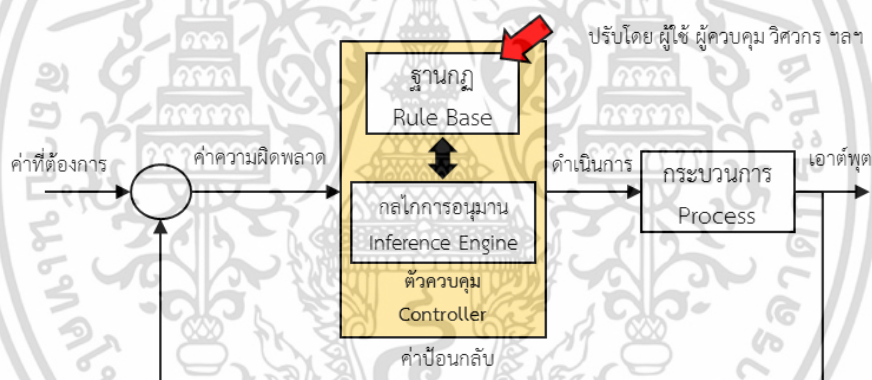 ปรับโดย ผู้ใช้ ผู้ควบคุม วิศวกร ฯลฯ
ฐานกฎ
Rule Base
ค่าที่ต้องการ
ค่าความผิดพลาด
กลไกการอนุมาน
Inference Engine
ตัวควบคุม
Controller
ดำเนินการ
กระบวนการ
Process
เอาต์พุต
ค่าป้อนกลับ